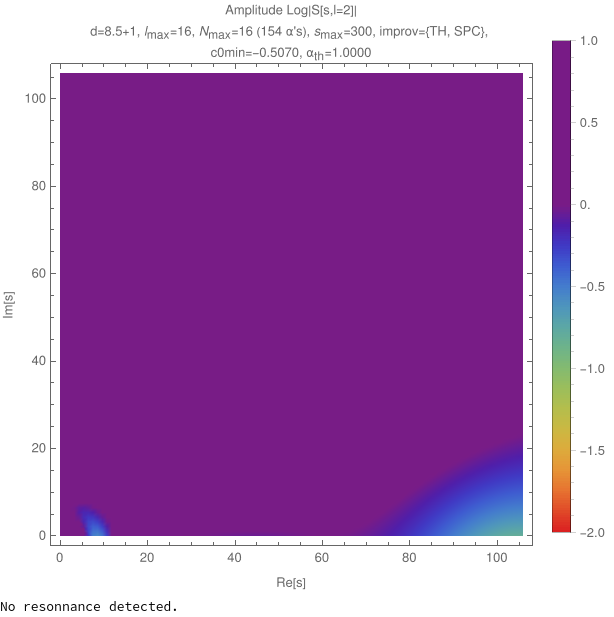 Amplitude Log|S[s,l=2]|
d=8.5+1, lmax=16, Nmax=16 (154 α's), smax=300, improv={TH, SPC},
c0min=−0.5070, αth=1.0000
1.0
0.5
0.
−0.5
−1.0
−1.5
−2.0
100
80
60
40
20
0
Im[s]
0 20 40 60 80 100
Re[s]
No resonnance detected.